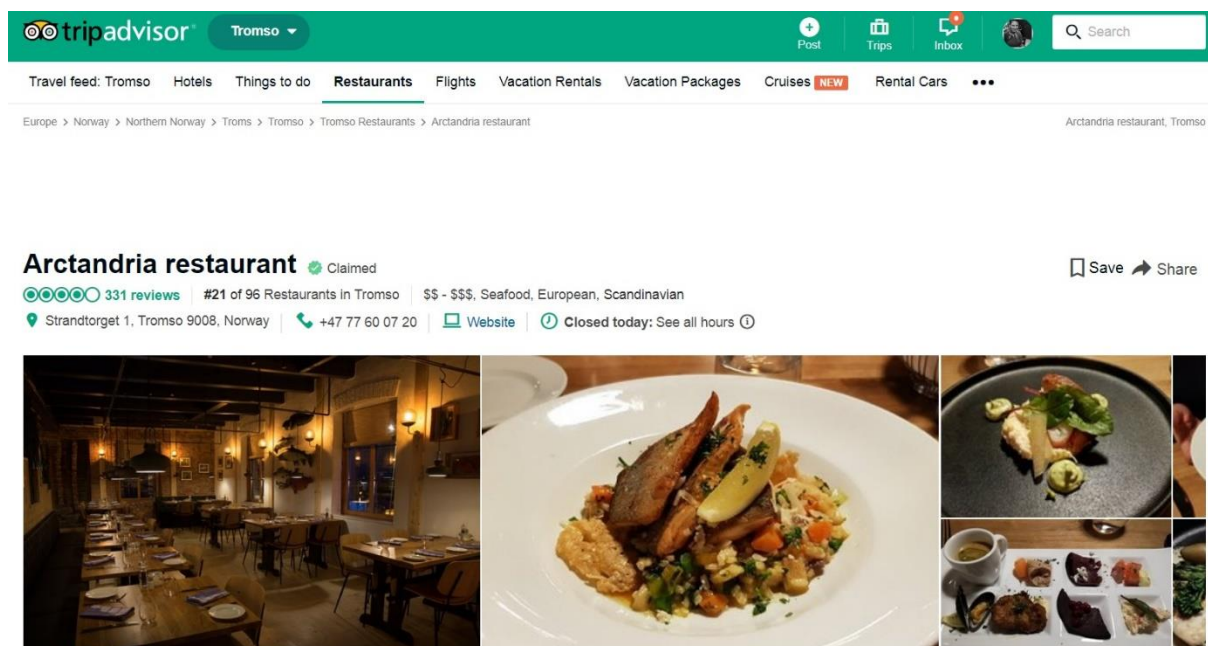 tripadvisor®
Tromso
Post
Trips
Inbox
Search
Travel feed: Tromso Hotels Things to do Restaurants Flights Vacation Rentals Vacation Packages Cruises NEW Rental Cars •••
Europe > Norway > Northern Norway > Troms > Tromso > Tromso Restaurants > Arctandria restaurant
Arctandria restaurant, Tromso
Arctandria restaurant Claimed
Save Share
331 reviews #21 of 96 Restaurants in Tromso $$ - $$$, Seafood, European, Scandinavian
Strandtorget 1, Tromso 9008, Norway +47 77 60 07 20 Website Closed today: See all hours